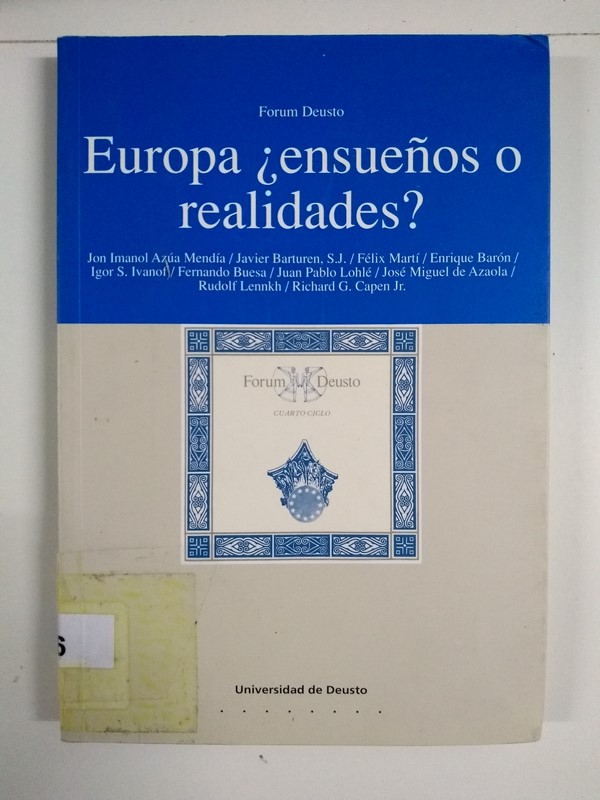 Forum Deusto
Europa ¿ensueños o
realidades?
Jon Imanol Azúa Mendía / Javier Barturen, S.J. / Félix Martí / Enrique Barón /
Igor S. Ivanof / Fernando Buesa / Juan Pablo Lohlé / José Miguel de Azaola /
Rudolf Lennkh / Richard G. Capen Jr.
Forum Deusto
CUARTO CICLO
6
Universidad de Deusto